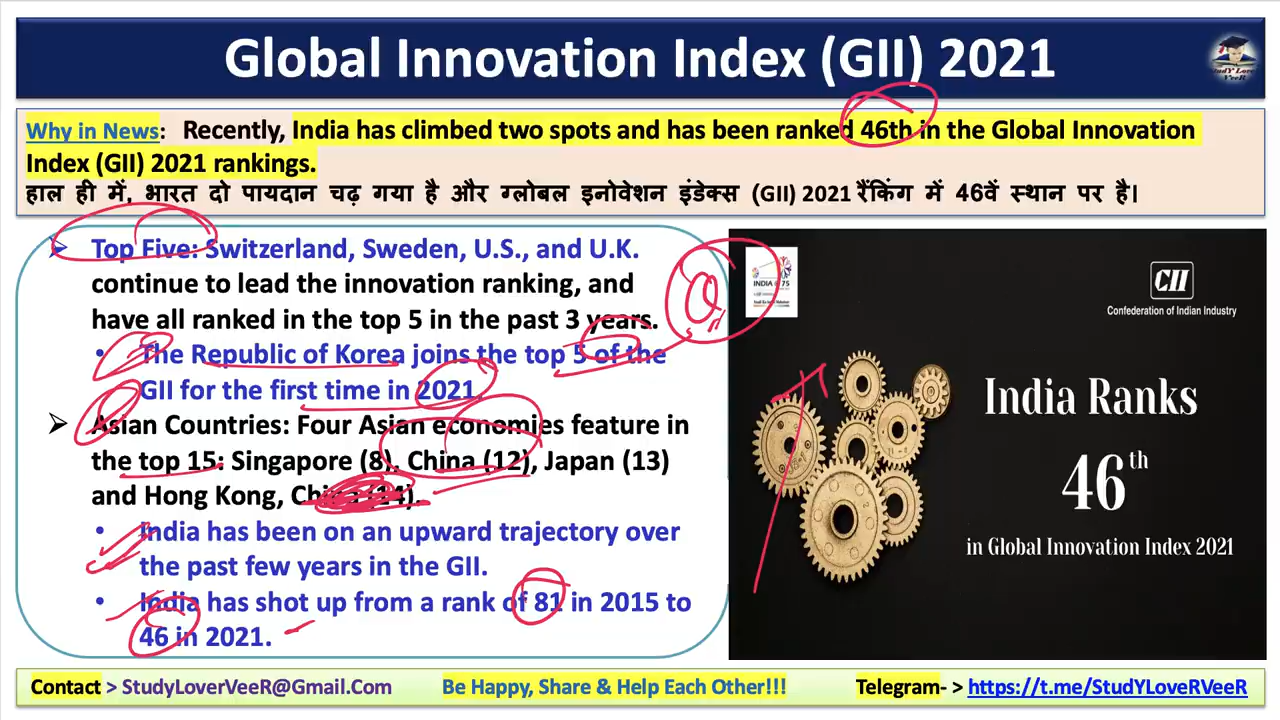 Global Innovation Index (GII) 2021
StudY Love VeeR
Why in News: Recently, India has climbed two spots and has been ranked 46th in the Global Innovation
Index (GII) 2021 rankings.
हाल ही में, भारत दो पायदान चढ़ गया है और ग्लोबल इनोवेशन इंडेक्स (GII) 2021 रैंकिंग में 46वें स्थान पर है।
Top Five: Switzerland, Sweden, U.S., and U.K.
continue to lead the innovation ranking, and
have all ranked in the top 5 in the past 3 years.
The Republic of Korea joins the top 5 of the
GII for the first time in 2021.
Asian Countries: Four Asian economies feature in
the top 15: Singapore (8), China (12), Japan (13)
and Hong Kong, China (14).
India has been on an upward trajectory over
the past few years in the GII.
India has shot up from a rank of 81 in 2015 to
46 in 2021.
INDIA @ 75
CII
Confederation of Indian Industry
India Ranks
46th
in Global Innovation Index 2021
Contact > StudyLoverVeeR@Gmail.Com
Be Happy, Share & Help Each Other!!!
Telegram- > https://t.me/StudYLoveRVeeR